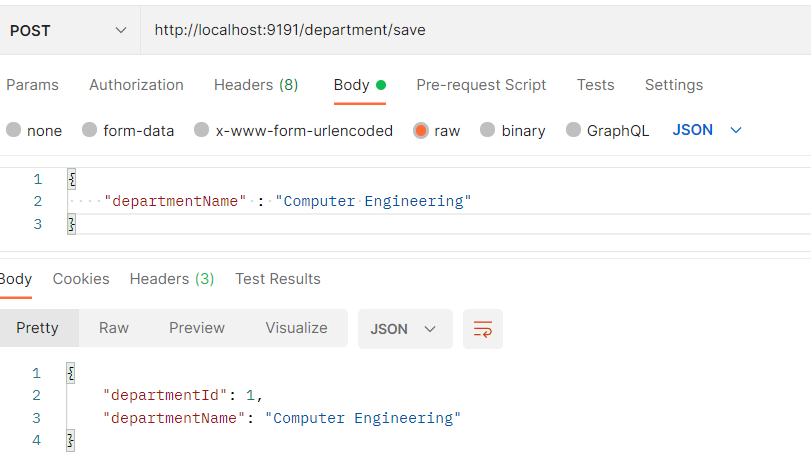 POST http://localhost:9191/department/save
Params Authorization Headers (8) Body Pre-request Script Tests Settings
none form-data x-www-form-urlencoded raw binary GraphQL JSON
1 {
2 "departmentName" : "Computer Engineering"
3 }
Body Cookies Headers (3) Test Results
Pretty Raw Preview Visualize JSON
1 {
2 "departmentId": 1,
3 "departmentName": "Computer Engineering"
4 }